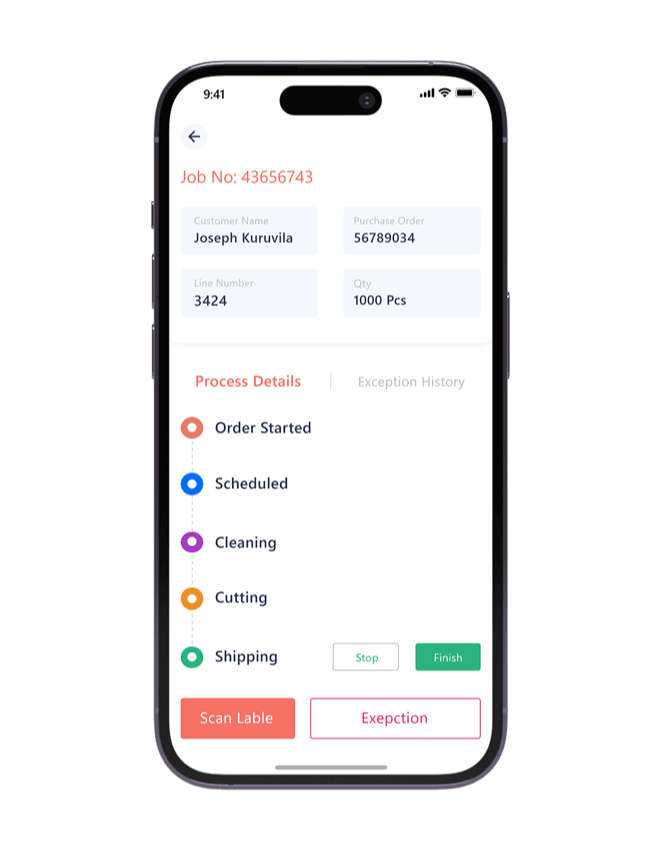 9:41
Job No: 43656743
Customer Name
Joseph Kuruvila
Purchase Order
56789034
Line Number
3424
Qty
1000 Pcs
Process Details
Exception History
Order Started
Scheduled
Cleaning
Cutting
Shipping
Stop
Finish
Scan Lable
Exepction